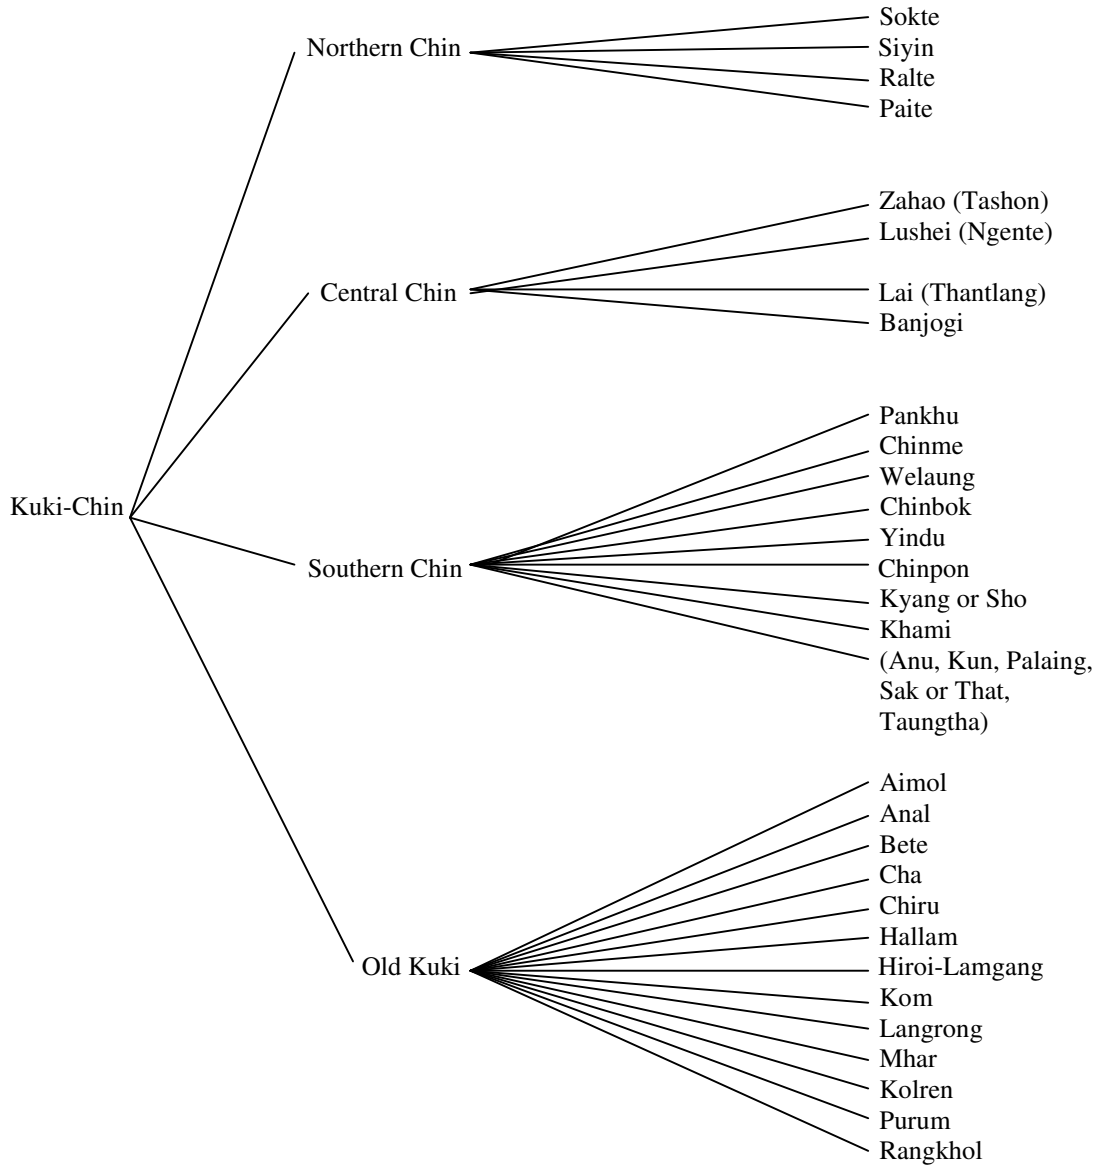 Kuki-Chin
Northern Chin
Sokte
Siyin
Ralte
Paite
Central Chin
Zahao (Tashon)
Lushei (Ngente)
Lai (Thantlang)
Banjogi
Southern Chin
Pankhu
Chinme
Welaung
Chinbok
Yindu
Chinpon
Kyang or Sho
Khami
(Anu, Kun, Palaing,
Sak or That,
Taungtha)
Old Kuki
Aimol
Anal
Bete
Cha
Chiru
Hallam
Hiroi-Lamgang
Kom
Langrong
Mhar
Kolren
Purum
Rangkhol